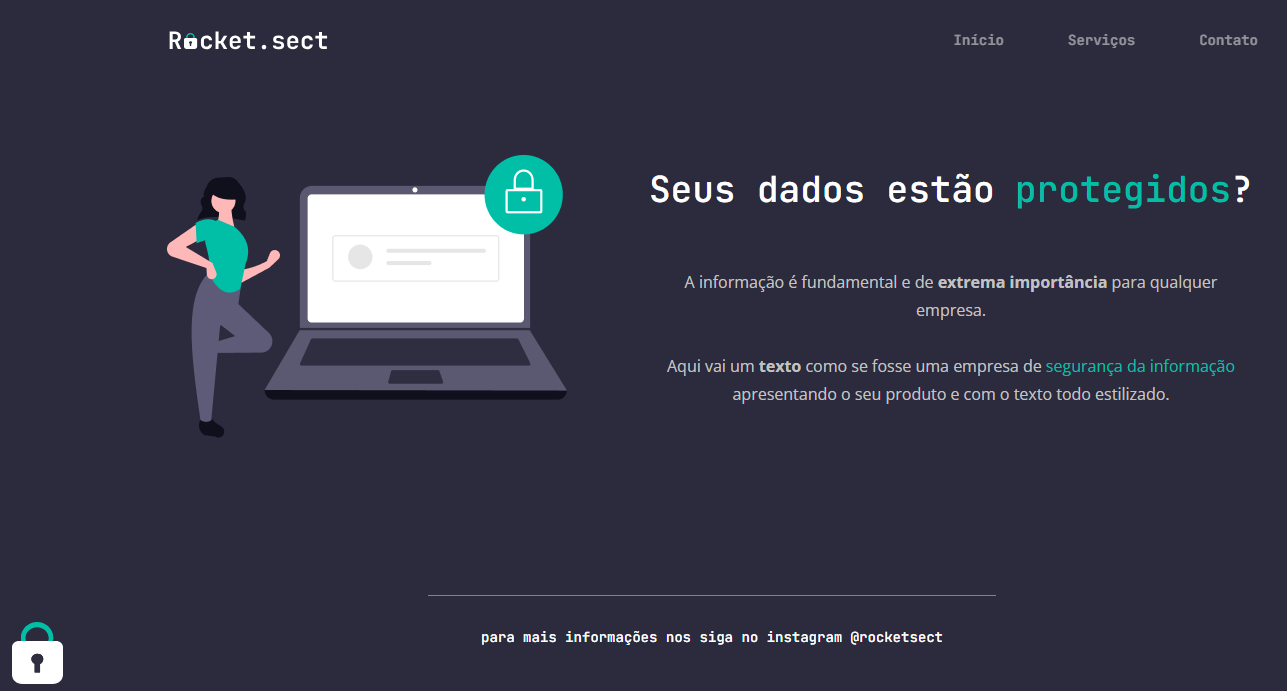 Rocket.sect
Início
Serviços
Contato
Seus dados estão protegidos?
A informação é fundamental e de extrema importância para qualquer
empresa.
Aqui vai um texto como se fosse uma empresa de segurança da informação
apresentando o seu produto e com o texto todo estilizado.
para mais informações nos siga no instagram @rocketsect